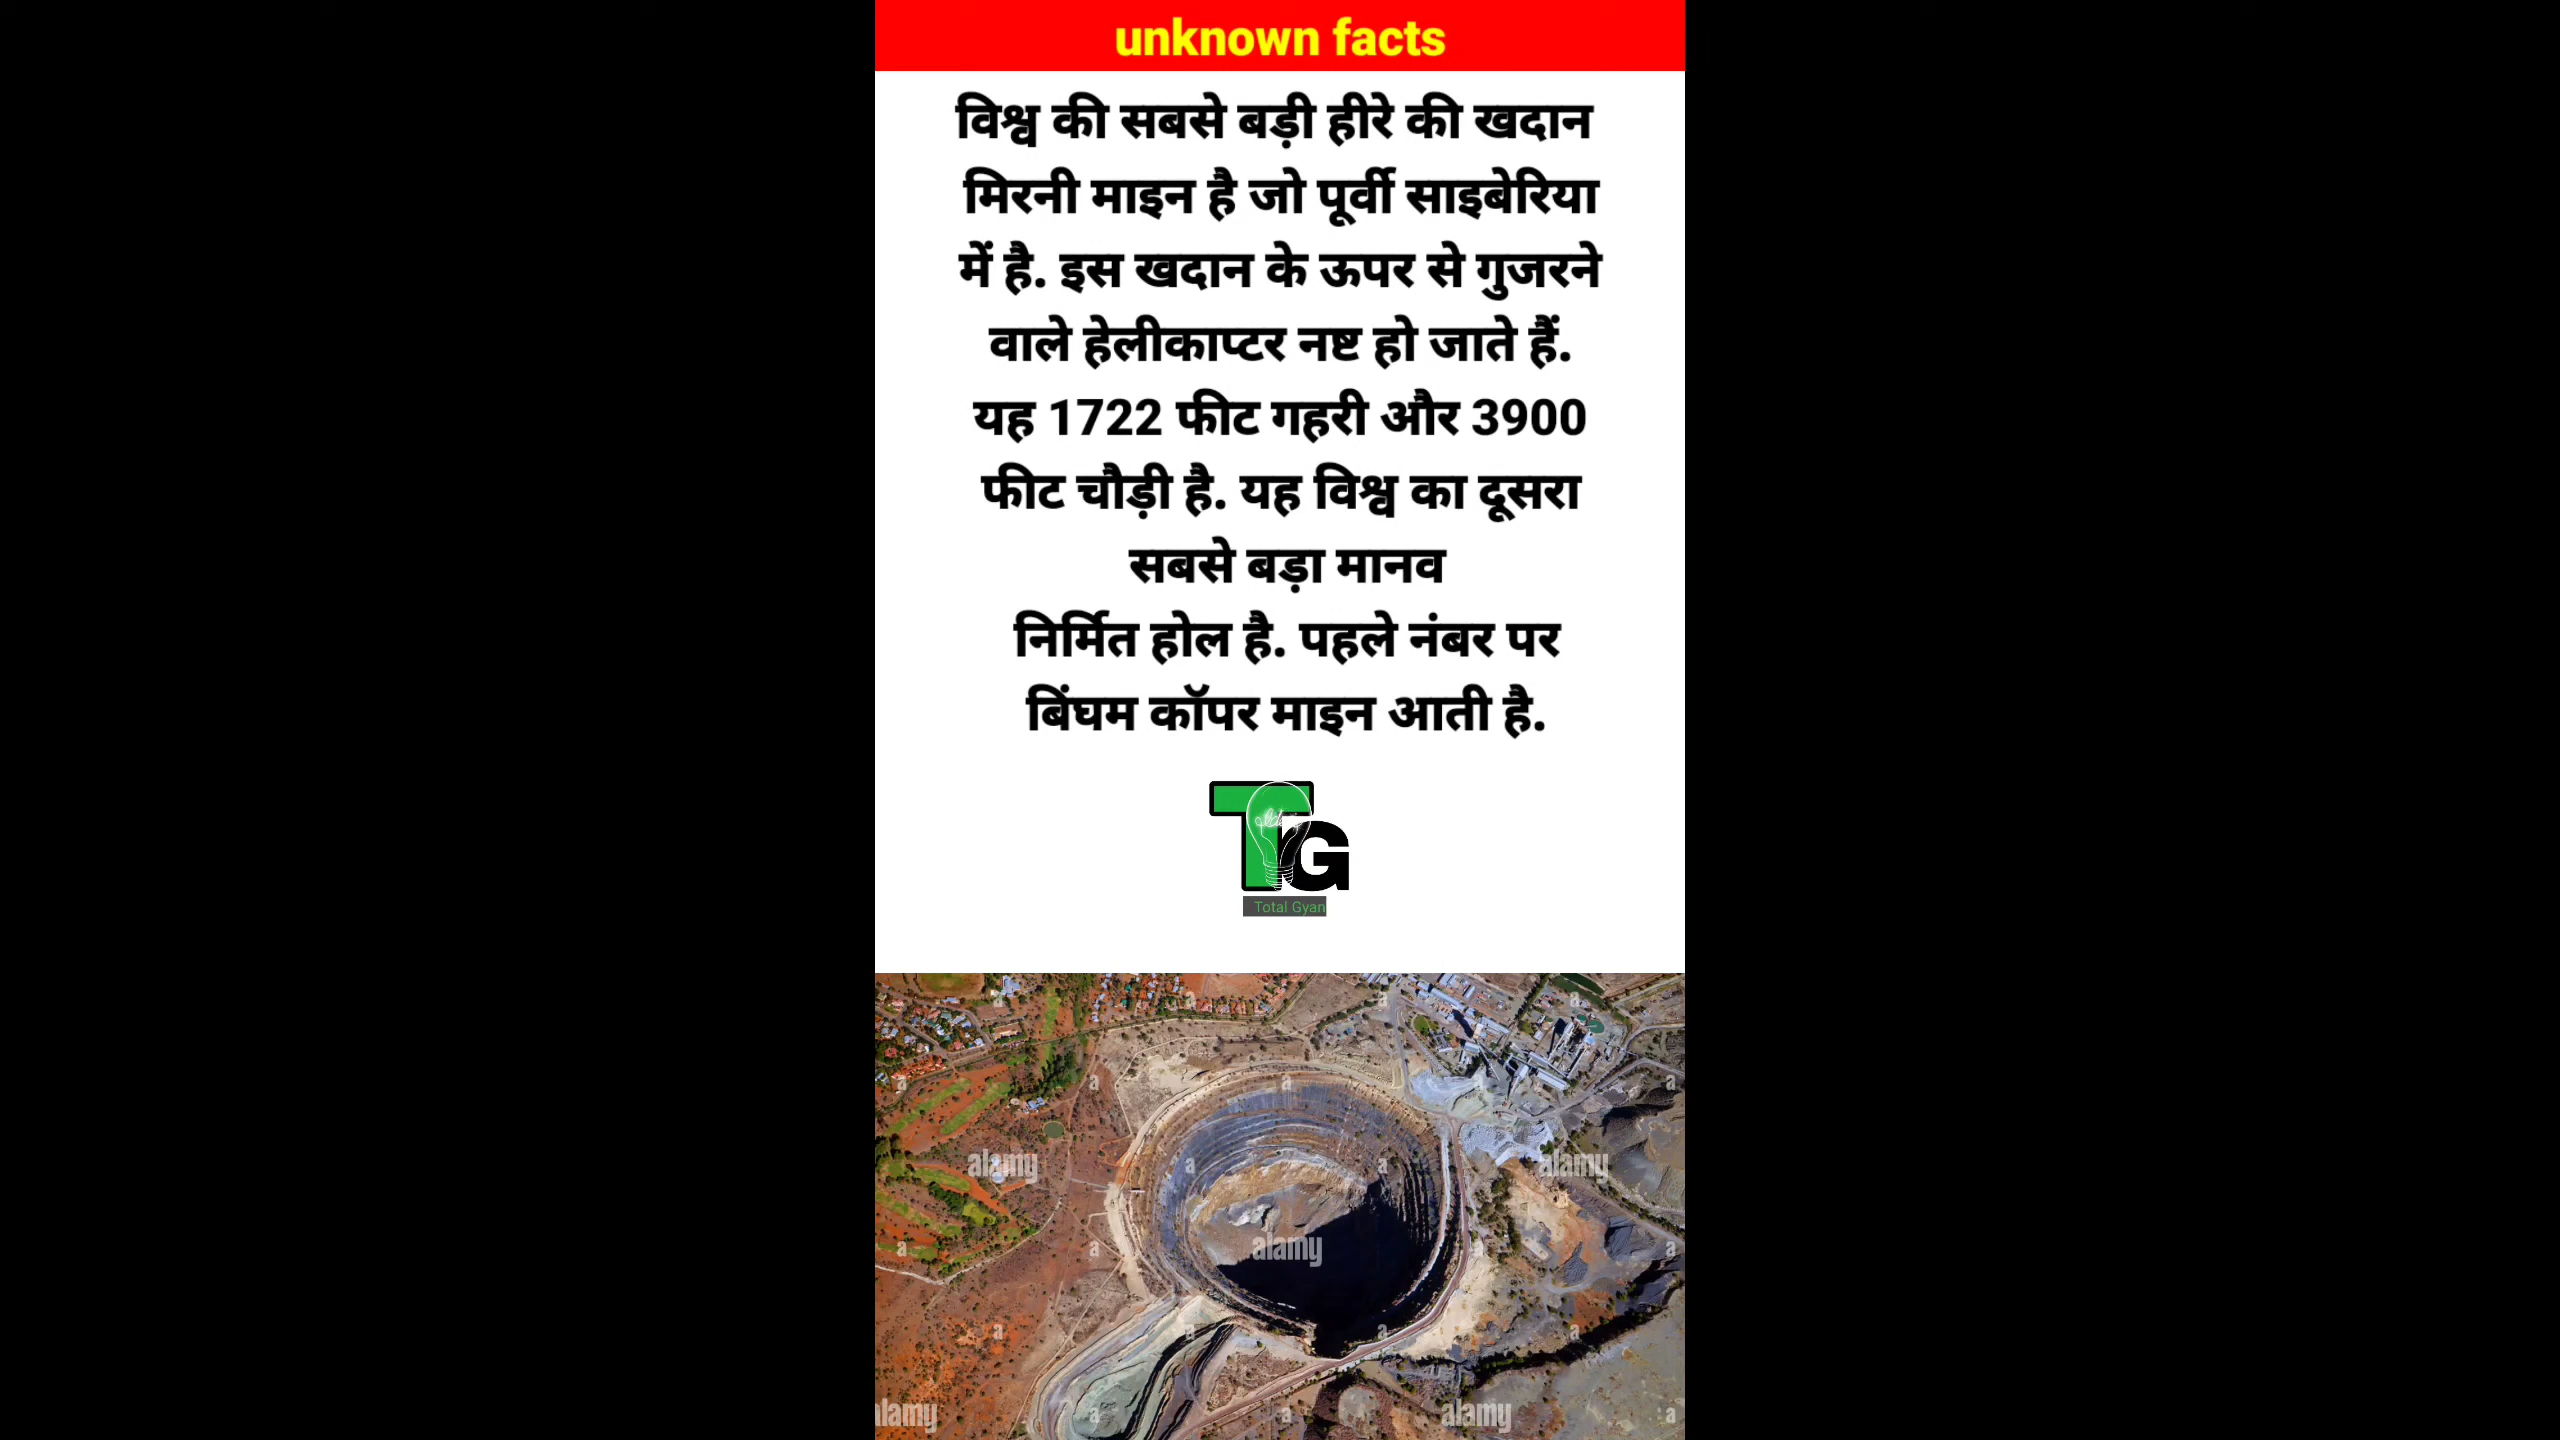 unknown facts
विश्व की सबसे बड़ी हीरे की खदान
मिरनी माइन है जो पूर्वी साइबेरिया
में है. इस खदान के ऊपर से गुजरने
वाले हेलीकाप्टर नष्ट हो जाते हैं.
यह 1722 फीट गहरी और 3900
फीट चौड़ी है. यह विश्व का दूसरा
सबसे बड़ा मानव
निर्मित होल है. पहले नंबर पर
बिंघम कॉपर माइन आती है.
TG
Total Gyan
alamy
alamy
alamy
alamy
alamy